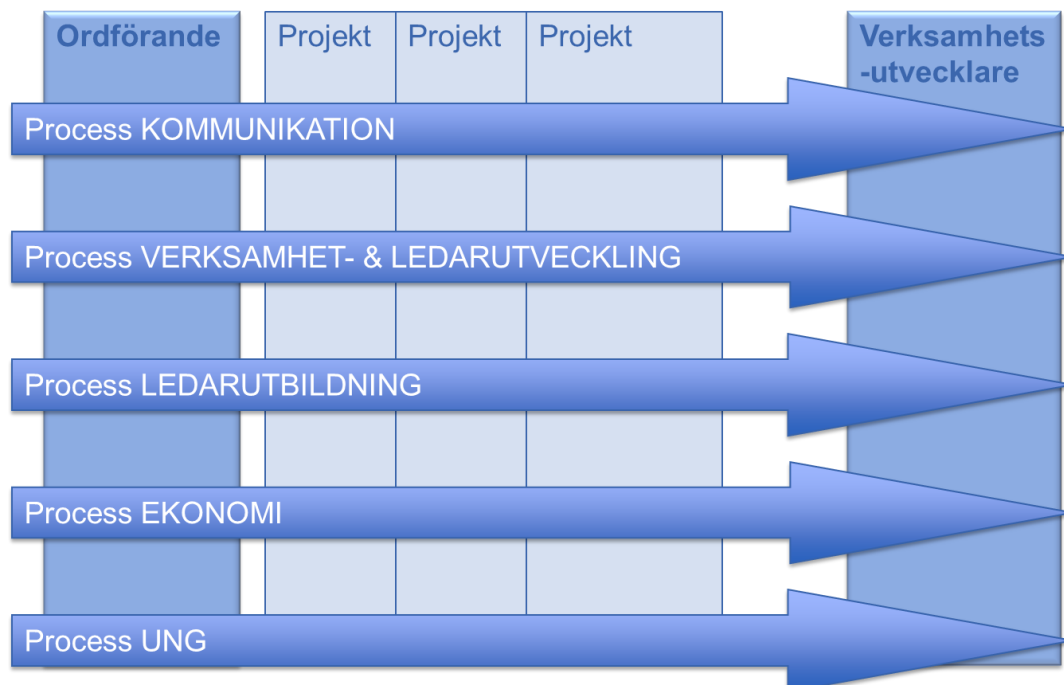 Ordförande
Projekt
Projekt
Projekt
Verksamhets
-utvecklare
Process KOMMUNIKATION
Process VERKSAMHET- & LEDARUTVECKLING
Process LEDARUTBILDNING
Process EKONOMI
Process UNG